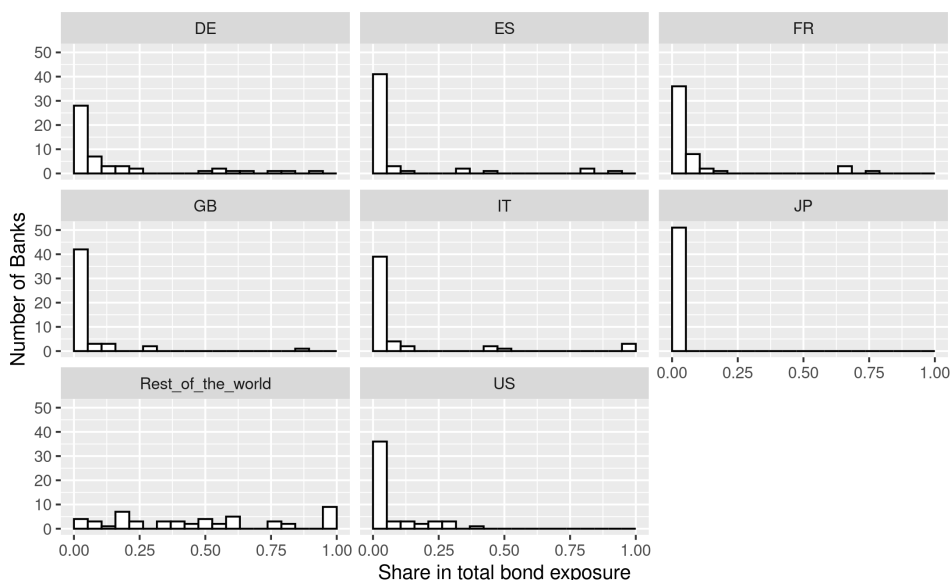 DE ES FR
50
40
30
20
10
0
GB IT JP
50
40
30
20
10
0
0.00 0.25 0.50 0.75 1.00
Rest_of_the_world US
50
40
30
20
10
0
0.00 0.25 0.50 0.75 1.00 0.00 0.25 0.50 0.75 1.00
Number of Banks
Share in total bond exposure